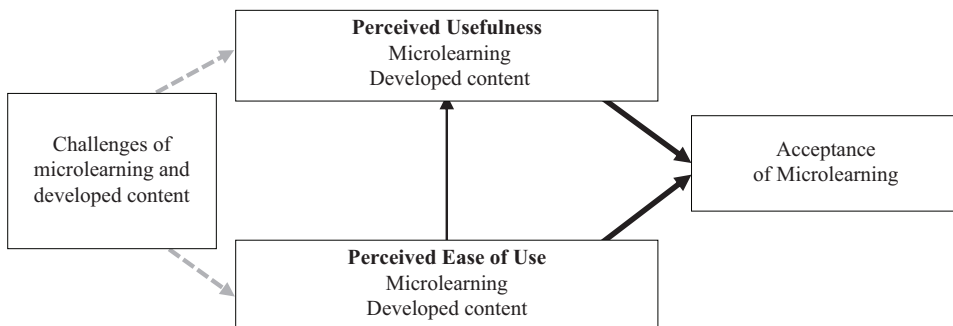 Perceived Usefulness
Microlearning
Developed content
Challenges of
microlearning and
developed content
Acceptance
of Microlearning
Perceived Ease of Use
Microlearning
Developed content